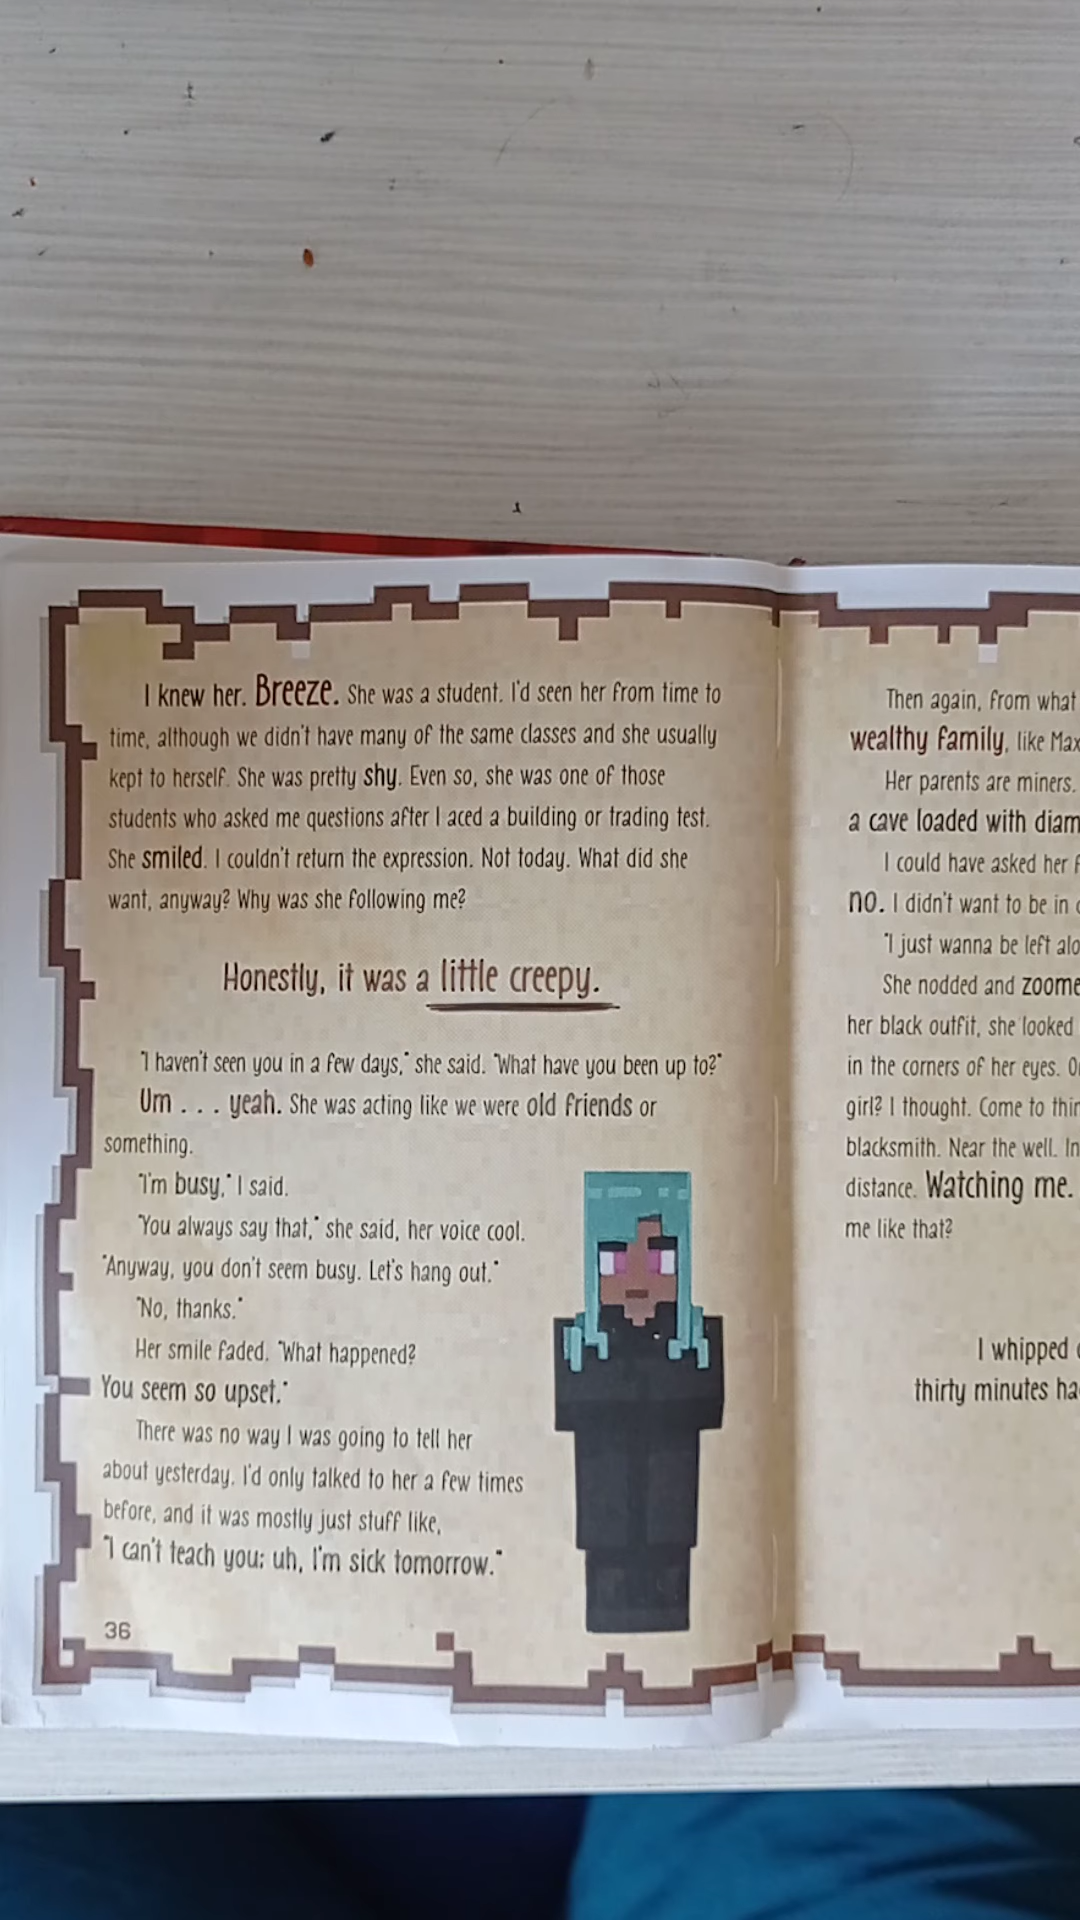 I knew her. Breeze. She was a student. I'd seen her from time to
time, although we didn't have many of the same classes and she usually
kept to herself. She was pretty shy. Even so, she was one of those
students who asked me questions after I aced a building or trading test.
She smiled. I couldn't return the expression. Not today. What did she
want, anyway? Why was she following me?
Honestly, it was a little creepy.
"I haven't seen you in a few days," she said. "What have you been up to?"
Um . . . yeah. She was acting like we were old friends or
something.
"I'm busy," I said.
"You always say that," she said, her voice cool.
"Anyway, you don't seem busy. Let's hang out."
"No, thanks."
Her smile faded. "What happened?
You seem so upset."
There was no way I was going to tell her
about yesterday. I'd only talked to her a few times
before, and it was mostly just stuff like,
"I can't teach you; uh, I'm sick tomorrow."
36
Then again, from what
wealthy family, like Max
Her parents are miners.
a cave loaded with
I could have asked her
no. I didn't want to be in
"I just wanna be left
She nodded and
her black outfit, she looked
in the corners of her eyes.
girl? I thought. Come to
blacksmith. Near the well.
distance. Watching me.
me like that?
I whipped
thirty minutes